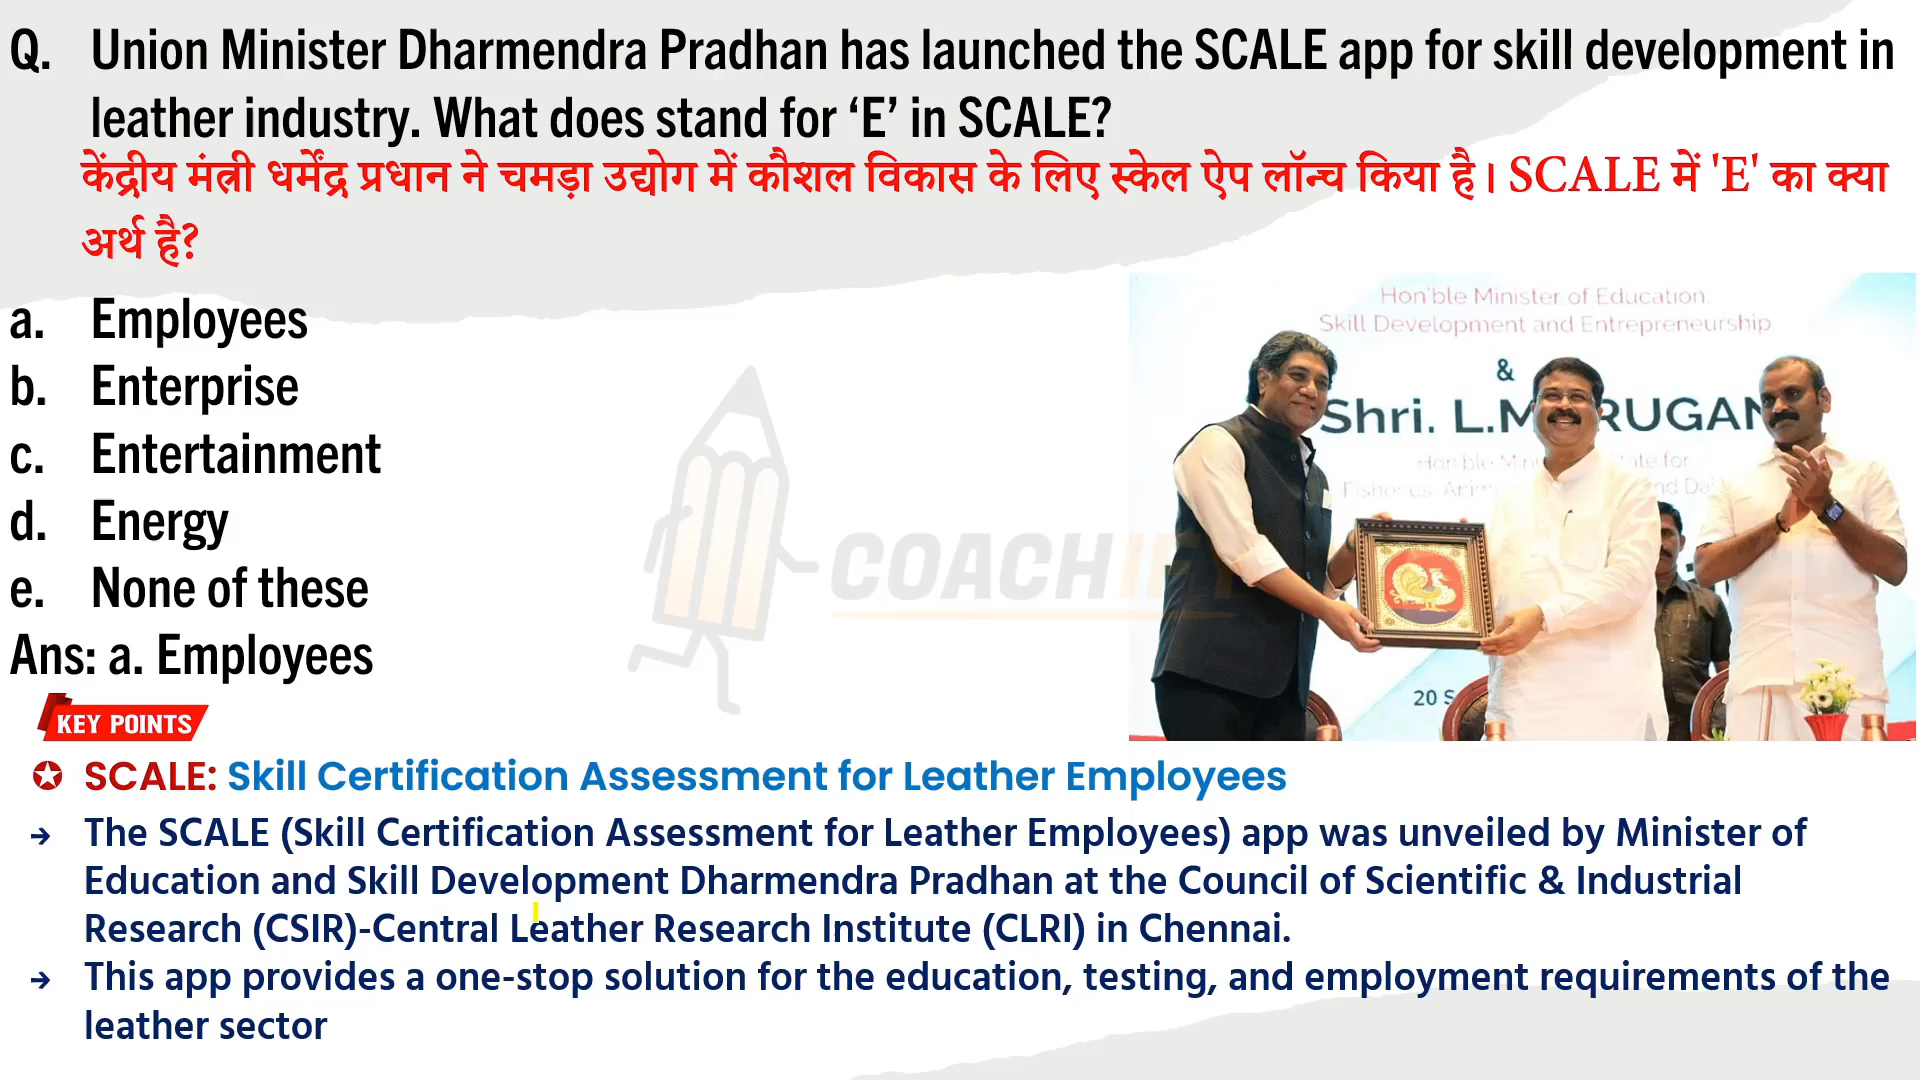 Q. Union Minister Dharmendra Pradhan has launched the SCALE app for skill development in
leather industry. What does stand for ‘E’ in SCALE?
केंद्रीय मंत्री धर्मेंद्र प्रधान ने चमड़ा उद्योग में कौशल विकास के लिए स्केल ऐप लॉन्च किया है। SCALE में 'E' का क्या
अर्थ है?
a. Employees
b. Enterprise
c. Entertainment
d. Energy
e. None of these
Ans: a. Employees
Hon'ble Minister of Education,
Skill Development and Entrepreneurship
&
Shri. L.M RUGAN
Hon'ble
for
20 S
COACH
KEY POINTS
SCALE: Skill Certification Assessment for Leather Employees
→ The SCALE (Skill Certification Assessment for Leather Employees) app was unveiled by Minister of
Education and Skill Development Dharmendra Pradhan at the Council of Scientific & Industrial
Research (CSIR)-Central Leather Research Institute (CLRI) in Chennai.
→ This app provides a one-stop solution for the education, testing, and employment requirements of the
leather sector